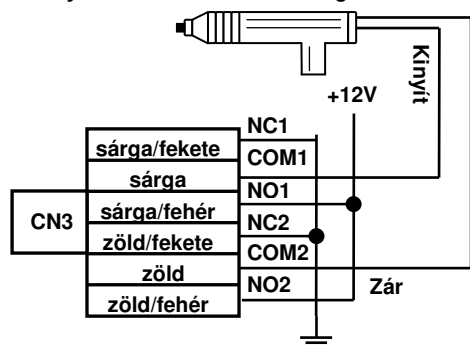 Kinyít
+12V
NC1
sárga/fekete
COM1
sárga
NO1
sárga/fehér
CN3
NC2
zöld/fekete
COM2
zöld
NO2
Zár
zöld/fehér